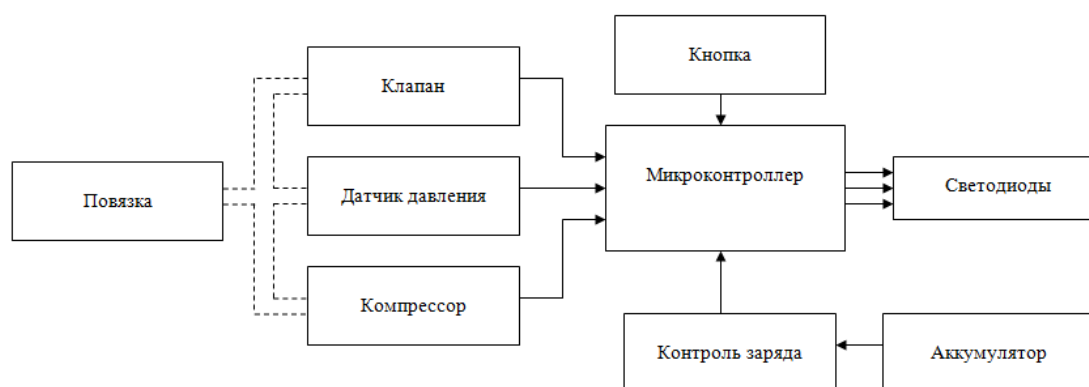 Кнопка
Клапан
Микроконтроллер
Повязка
Датчик давления
Светодиоды
Компрессор
Контроль заряда
Аккумулятор